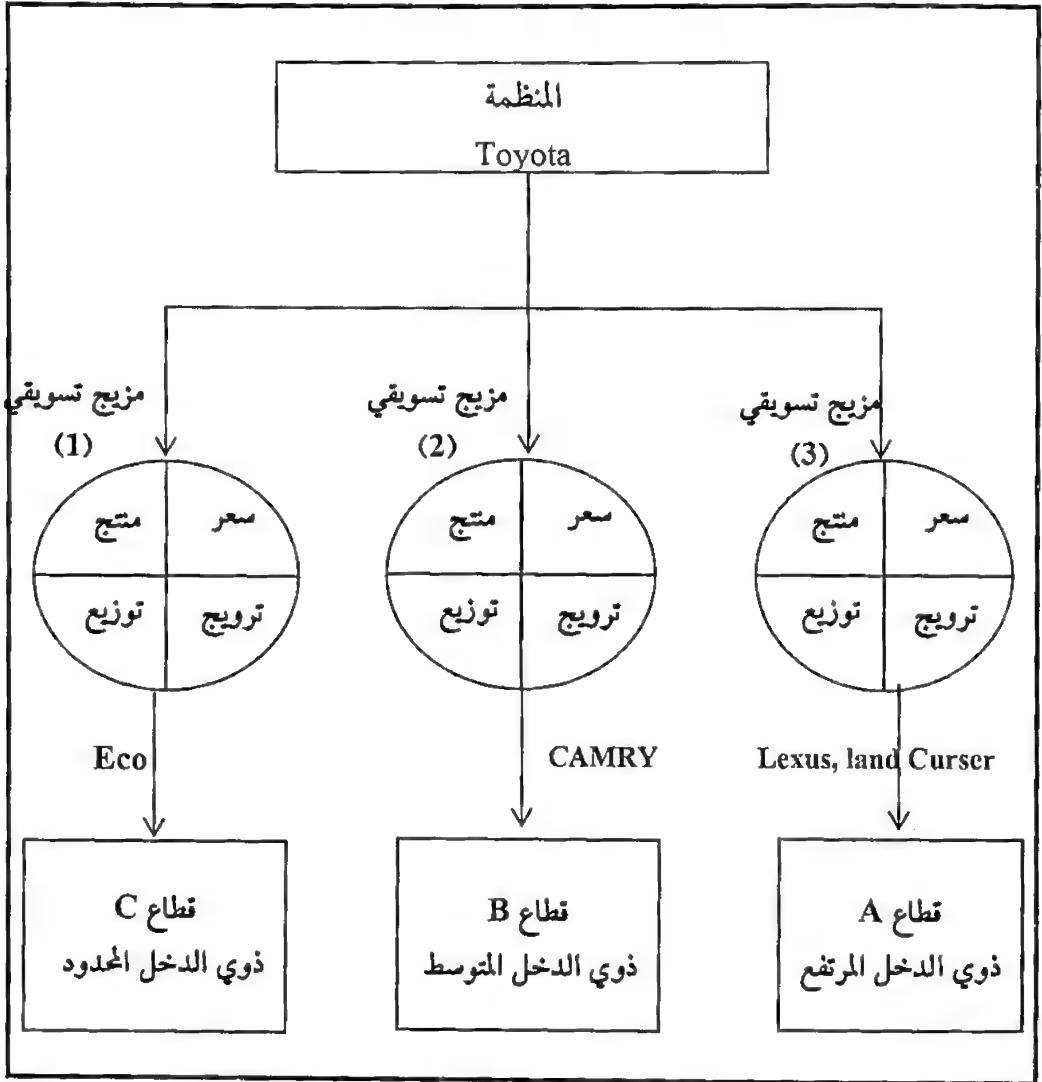 المنظمة
Toyota
مزيج تسويقي
(3)
مزيج تسويقي
(2)
مزيج تسويقي
(1)
سعر
منتج
ترويج
توزيع
سعر
منتج
ترويج
توزيع
سعر
منتج
ترويج
توزيع
Lexus, land Curser
CAMRY
Eco
قطاع A
ذوي الدخل المرتفع
قطاع B
ذوي الدخل المتوسط
قطاع C
ذوي الدخل المحدود